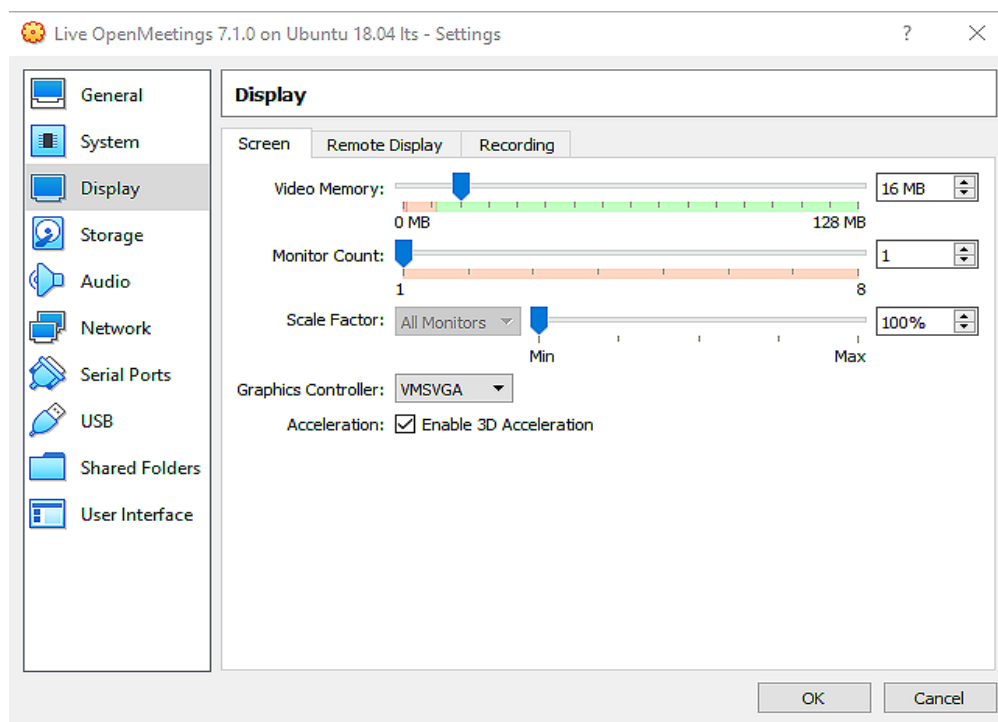 Live OpenMeetings 7.1.0 on Ubuntu 18.04 lts - Settings ?
General
System
Display
Storage
Audio
Network
Serial Ports
USB
Shared Folders
User Interface
Display
Screen Remote Display Recording
Video Memory: 16 MB
0 MB 128 MB
Monitor Count: 1
1 8
Scale Factor: All Monitors 100%
Min Max
Graphics Controller: VMSVGA
Acceleration: Enable 3D Acceleration
OK Cancel